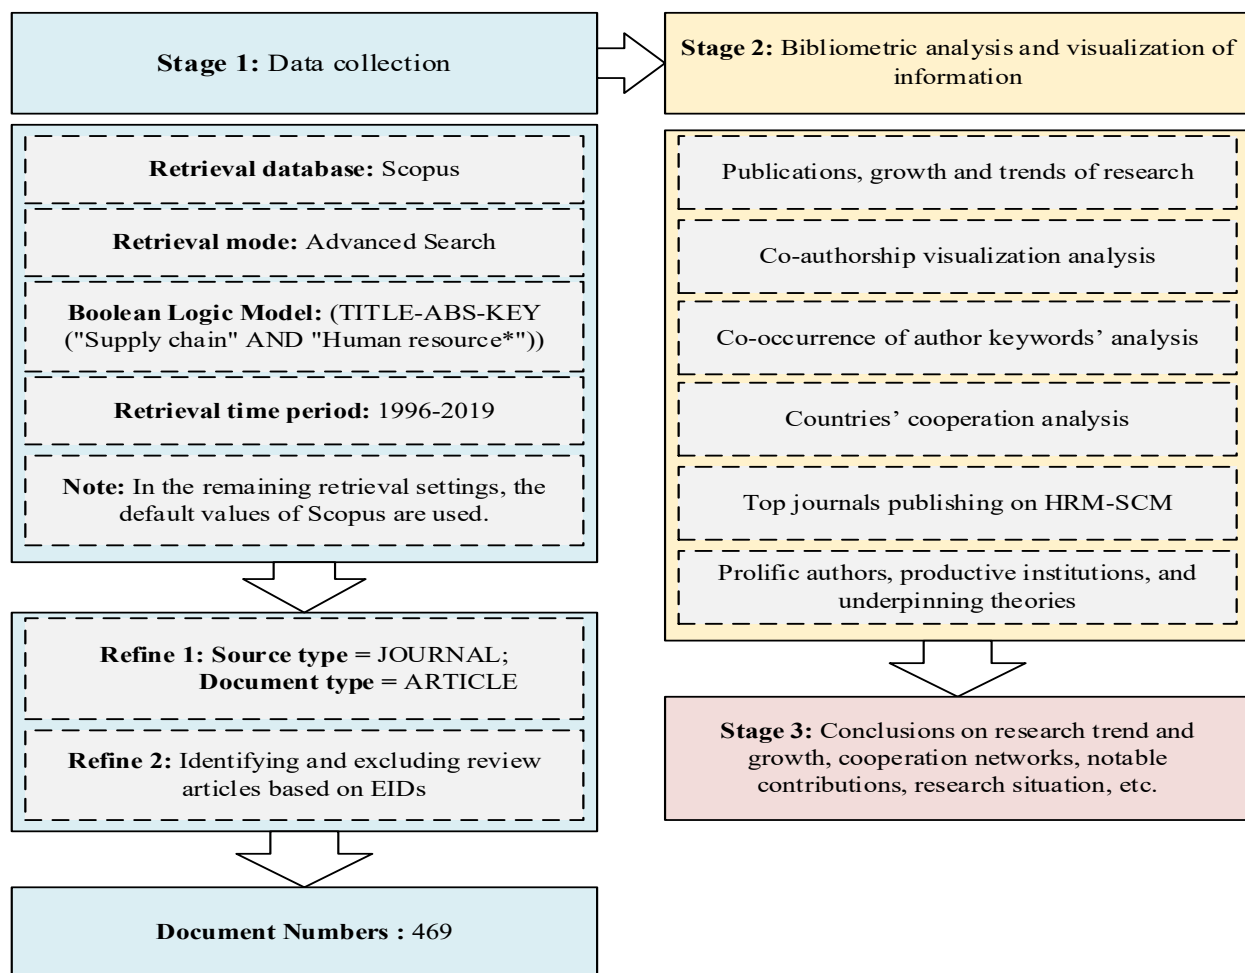 Stage 1: Data collection
Retrieval database: Scopus
Retrieval mode: Advanced Search
Boolean Logic Model: (TITLE-ABS-KEY
("Supply chain" AND "Human resource*"))
Retrieval time period: 1996-2019
Note: In the remaining retrieval settings, the
default values of Scopus are used.
Refine 1: Source type = JOURNAL;
Document type = ARTICLE
Refine 2: Identifying and excluding review
articles based on EIDs
Document Numbers : 469
Stage 2: Bibliometric analysis and visualization of
information
Publications, growth and trends of research
Co-authorship visualization analysis
Co-occurrence of author keywords’ analysis
Countries’ cooperation analysis
Top journals publishing on HRM-SCM
Prolific authors, productive institutions, and
underpinning theories
Stage 3: Conclusions on research trend and
growth, cooperation networks, notable
contributions, research situation, etc.